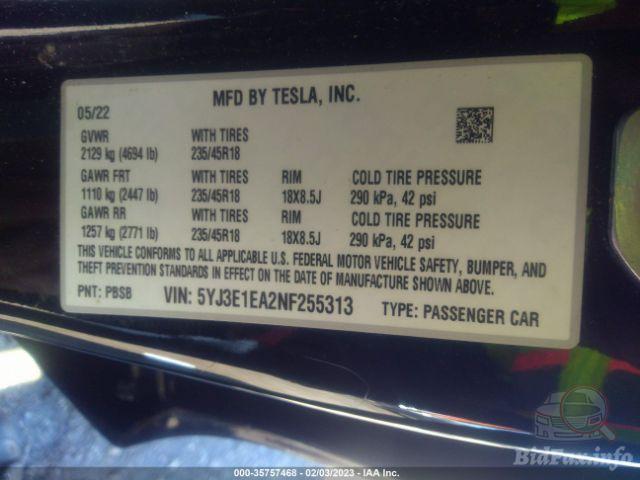 MFD BY TESLA, INC.
05/22
GVWR WITH TIRES
2129 kg (4694 lb) 235/45R18
GAWR FRT WITH TIRES RIM COLD TIRE PRESSURE
1110 kg (2447 lb) 235/45R18 18X8.5J 290 kPa, 42 psi
GAWR RR WITH TIRES RIM COLD TIRE PRESSURE
1257 kg (2771 lb) 235/45R18 18X8.5J 290 kPa, 42 psi
THIS VEHICLE CONFORMS TO ALL APPLICABLE U.S. FEDERAL MOTOR VEHICLE SAFETY, BUMPER, AND
THEFT PREVENTION STANDARDS IN EFFECT ON THE DATE OF MANUFACTURE SHOWN ABOVE.
PNT: PBSB VIN: 5YJ3E1EA2NF255313 TYPE: PASSENGER CAR
BidFax.info
000-35757468 - 02/03/2023 - IAA Inc.